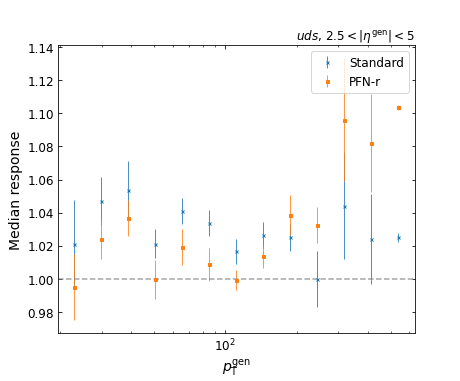 uds, 2.5 < |η^gen| < 5
1.14
1.12
1.10
1.08
1.06
1.04
1.02
1.00
0.98
Median response
Standard
PFN-r
10^2
p_T^gen